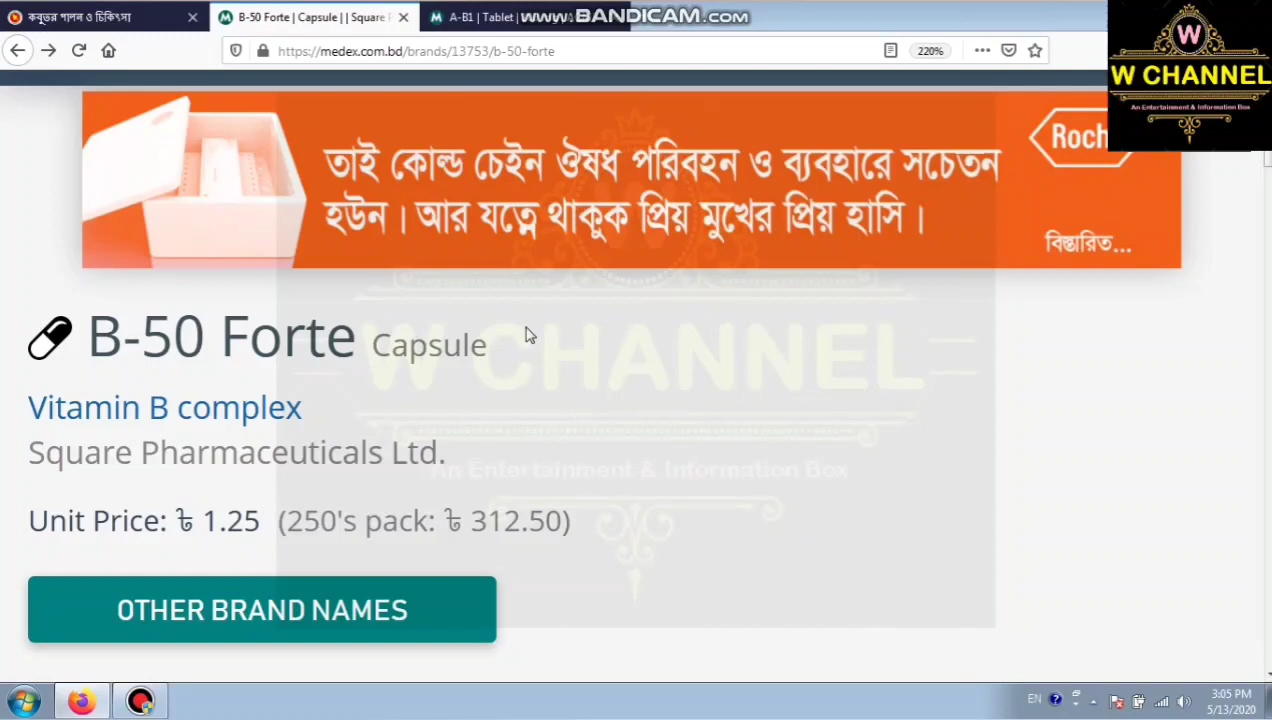 কবুতর পালন ও চিকিৎসা
B-50 Forte | Capsule | | Square P
A-B1 | Tablet |
www.BANDICAM.com
https://medex.com.bd/brands/13753/b-50-forte
220%
W
W CHANNEL
An Entertainment & Information Box
Roch
তাই কোল্ড চেইন ঔষধ পরিবহন ও ব্যবহারে সচেতন
হউন। আর যত্নে থাকুক প্রিয় মুখের প্রিয় হাসি।
বিস্তারিত...
B-50 Forte Capsule
W CHANNEL
Vitamin B complex
Square Pharmaceuticals Ltd.
An Entertainment & Information Box
Unit Price: ৳ 1.25 (250's pack: ৳ 312.50)
OTHER BRAND NAMES
EN
3:05 PM
5/13/2020